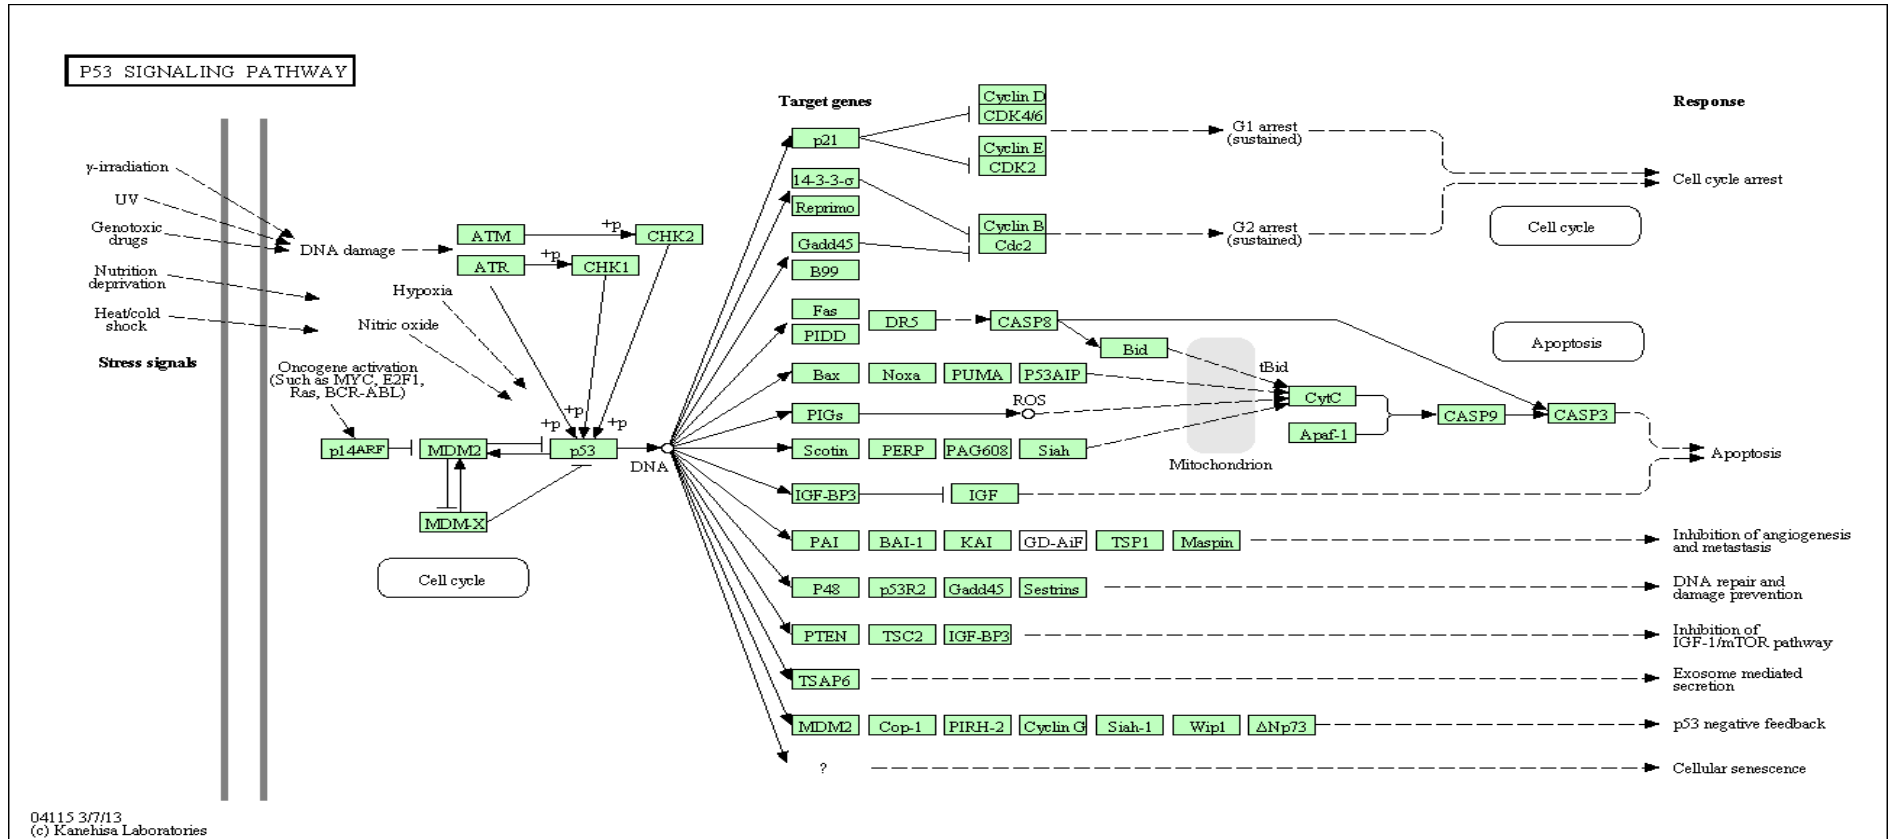 P53 SIGNALING PATHWAY
Target genes
Response
γ-irradiation
UV
Genotoxic
drugs
Nutrition
deprivation
Heat/cold
shock
Stress signals
DNA damage
ATM
+p
CHK2
ATR
+p
CHK1
Hypoxia
Nitric oxide
Oncogene activation
(Such as MYC, E2F1,
Ras, BCR-ABL)
+p
+p
+p
p14ARF
MDM2
p53
DNA
MDM-X
Cell cycle
p21
Cyclin D
CDK4/6
Cyclin E
CDK2
G1 arrest
(sustained)
14-3-3-σ
Reprimo
Gadd45
B99
Cyclin B
Cdc2
G2 arrest
(sustained)
Cell cycle arrest
Cell cycle
Fas
PIDD
DR5
CASP8
Bid
tBid
Apoptosis
Bax
Noxa
PUMA
P53AIP
CytC
PIGs
ROS
Apaf-1
CASP9
CASP3
Scotin
PERP
PAG608
Siah
Mitochondrion
Apoptosis
IGF-BP3
IGF
PAI
BAI-1
KAI
GD-AiF
TSP1
Maspin
Inhibition of angiogenesis
and metastasis
P48
p53R2
Gadd45
Sestrins
DNA repair and
damage prevention
PTEN
TSC2
IGF-BP3
Inhibition of
IGF-1/mTOR pathway
TSAP6
Exosome mediated
secretion
MDM2
Cop-1
PIRH-2
Cyclin G
Siah-1
Wip1
ΔNp73
p53 negative feedback
?
Cellular senescence
04115 3/7/13
(c) Kanehisa Laboratories